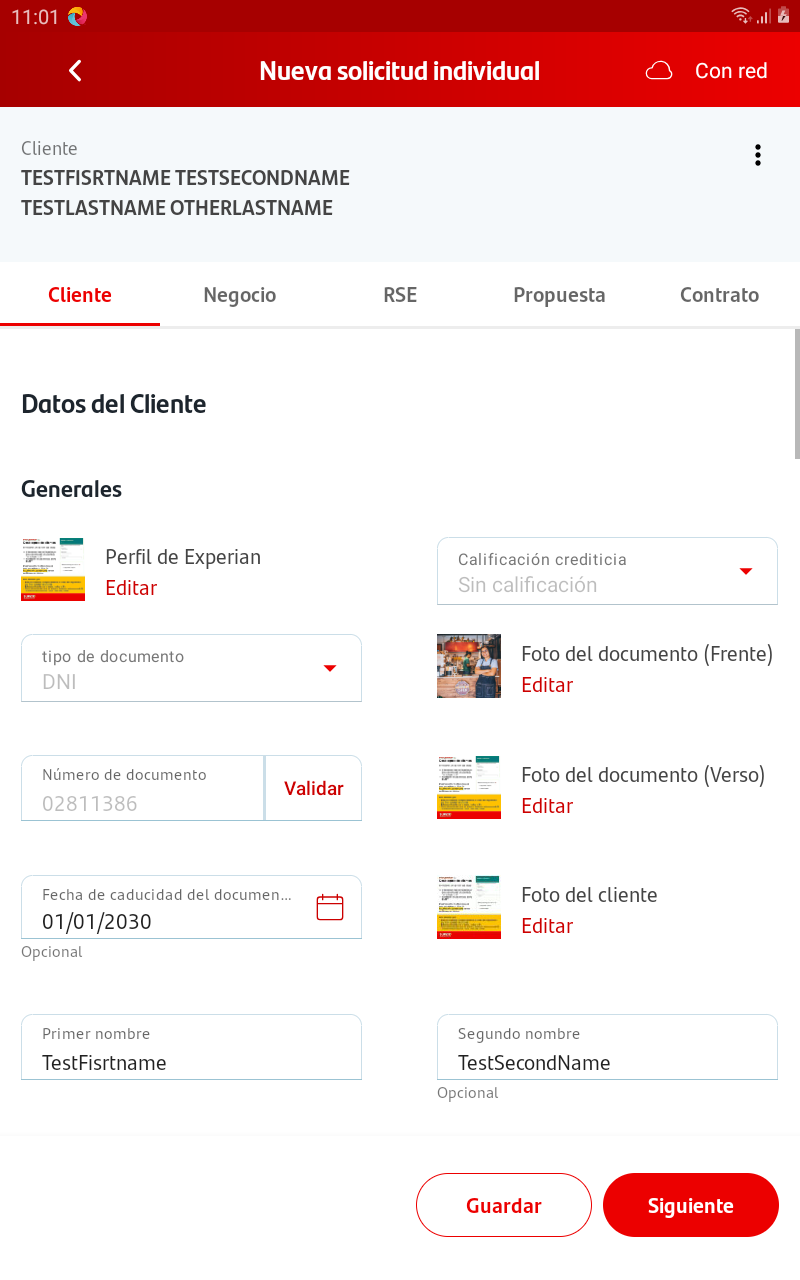 11:01
Nueva solicitud individual
Con red
Cliente
TESTFISRTNAME TESTSECONDNAME
TESTLASTNAME OTHERLASTNAME
Cliente
Negocio
RSE
Propuesta
Contrato
Datos del Cliente
Generales
Perfil de Experian
Editar
Calificación crediticia
Sin calificación
tipo de documento
DNI
Foto del documento (Frente)
Editar
Número de documento
02811386
Validar
Foto del documento (Verso)
Editar
Fecha de caducidad del documen...
01/01/2030
Opcional
Foto del cliente
Editar
Primer nombre
TestFisrtname
Segundo nombre
TestSecondName
Opcional
Guardar
Siguiente